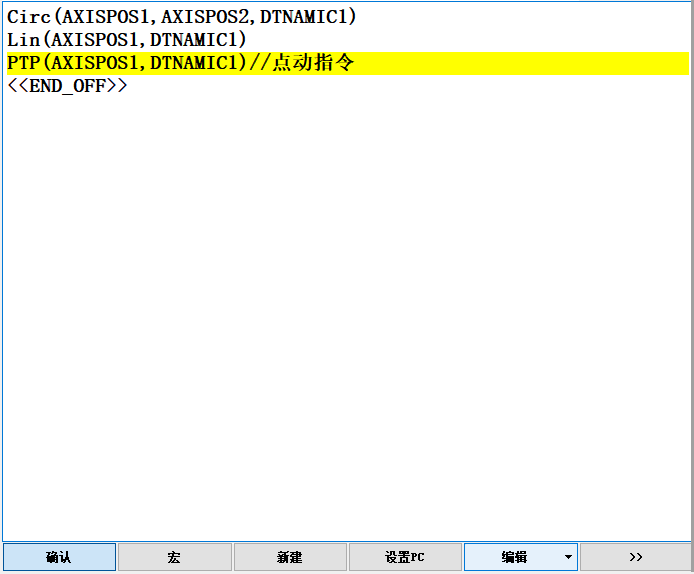 Circ(AXISPOS1,AXISPOS2,DTNAMIC1)
Lin(AXISPOS1,DTNAMIC1)
PTP(AXISPOS1,DTNAMIC1)//点动指令
<<END_OFF>>
确认 宏 新建 设置PC 编辑 >>